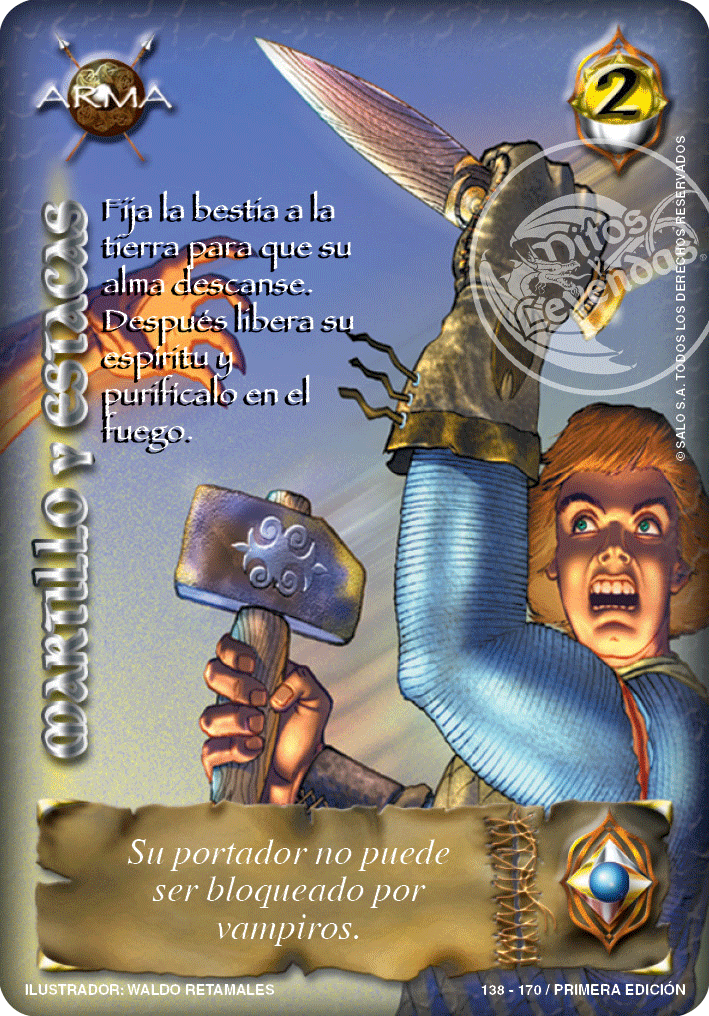 ARMA
2
Fija la bestia a la
tierra para que su
alma descanse.
Después libera su
espiritu y
purificalo en el
fuego.
MARTILLO y ESTACAS
Mitos
y
Leyendas
®
© SALO S.A. TODOS LOS DERECHOS RESERVADOS
Su portador no puede
ser bloqueado por
vampiros.
ILUSTRADOR: WALDO RETAMALES
138 - 170 / PRIMERA EDICIÓN